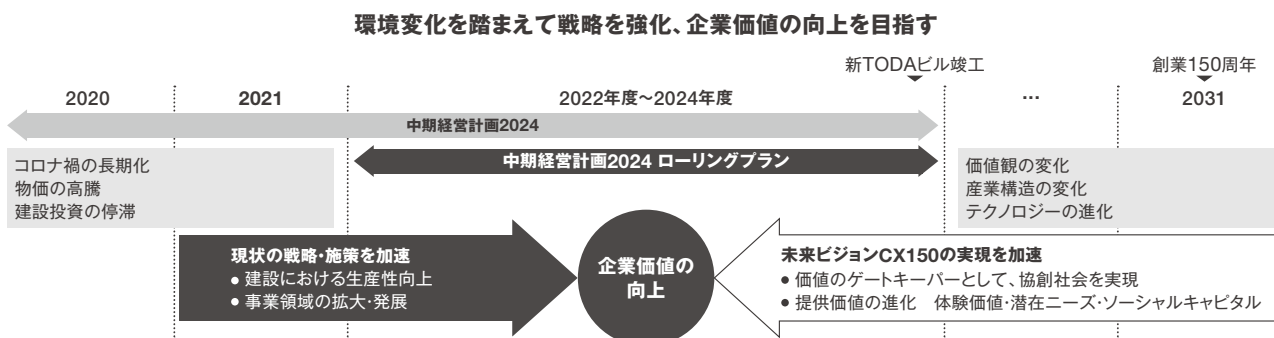 環境変化を踏まえて戦略を強化、企業価値の向上を目指す
新TODAビル竣工
創業150周年
2020
2021
2022年度～2024年度
…
2031
中期経営計画2024
中期経営計画2024 ローリングプラン
コロナ禍の長期化
物価の高騰
建設投資の停滞
価値観の変化
産業構造の変化
テクノロジーの進化
現状の戦略・施策を加速
● 建設における生産性向上
● 事業領域の拡大・発展
企業価値の
向上
未来ビジョンCX150の実現を加速
● 価値のゲートキーパーとして、協創社会を実現
● 提供価値の進化　体験価値・潜在ニーズ・ソーシャルキャピタル